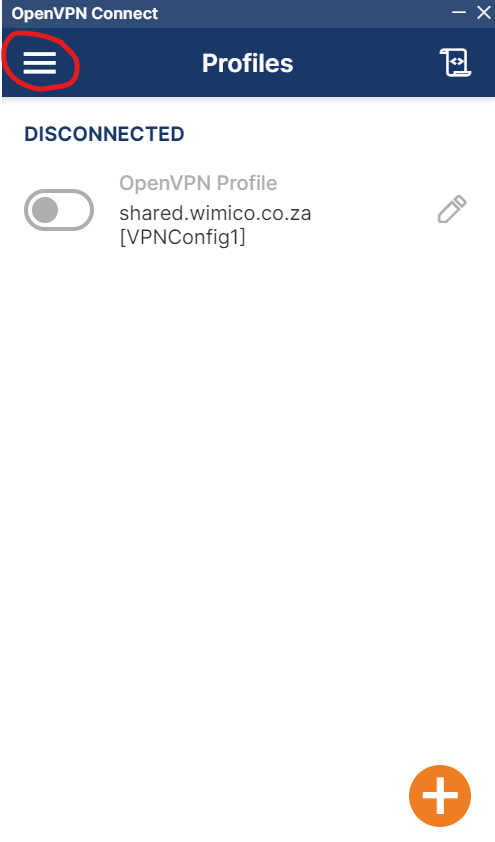 OpenVPN Connect
Profiles
DISCONNECTED
OpenVPN Profile
shared.wimico.co.za
[VPNConfig1]